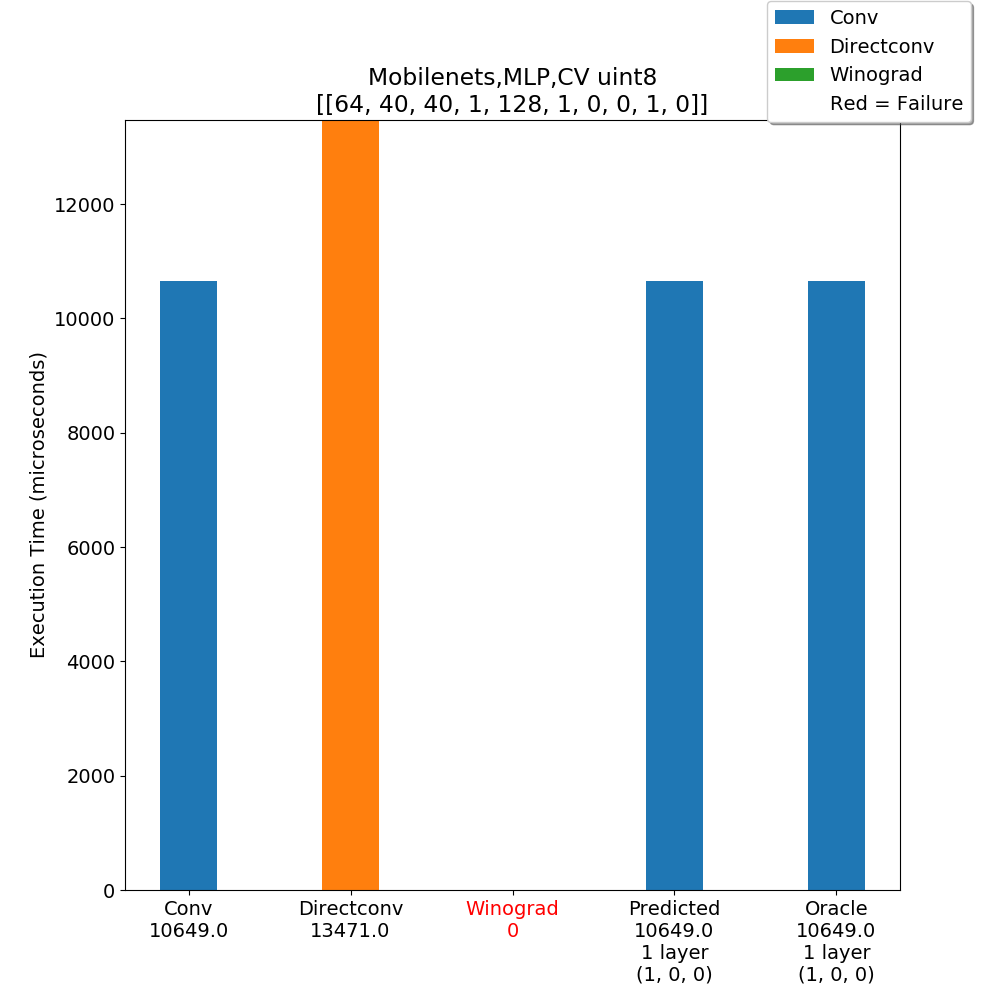 Conv
Directconv
Winograd
Red = Failure
Mobilenets,MLP,CV uint8
[[64, 40, 40, 1, 128, 1, 0, 0, 1, 0]]
Execution Time (microseconds)
12000
10000
8000
6000
4000
2000
0
Conv
10649.0
Directconv
13471.0
Winograd
0
Predicted
10649.0
1 layer
(1, 0, 0)
Oracle
10649.0
1 layer
(1, 0, 0)